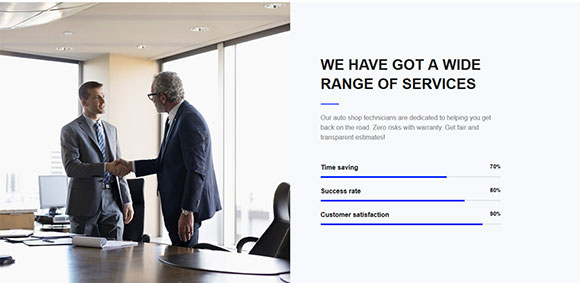 WE HAVE GOT A WIDE
RANGE OF SERVICES
Our auto shop technicians are dedicated to helping you get
back on the road. Zero risks with warranty. Get fair and
transparent estimates!
Time saving 70%
Success rate 80%
Customer satisfaction 90%